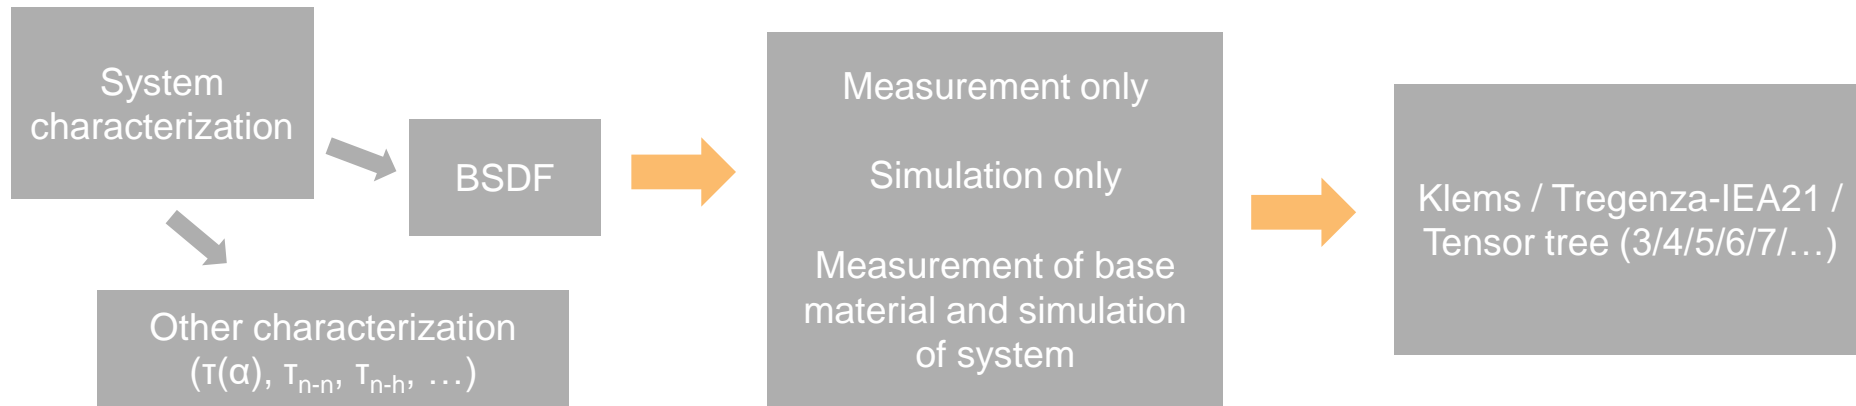 System
characterization
BSDF
Other characterization
(τ(α), τn-n, τn-h, …)
Measurement only
Simulation only
Measurement of base
material and simulation
of system
Klems / Tregenza-IEA21 /
Tensor tree (3/4/5/6/7/…)